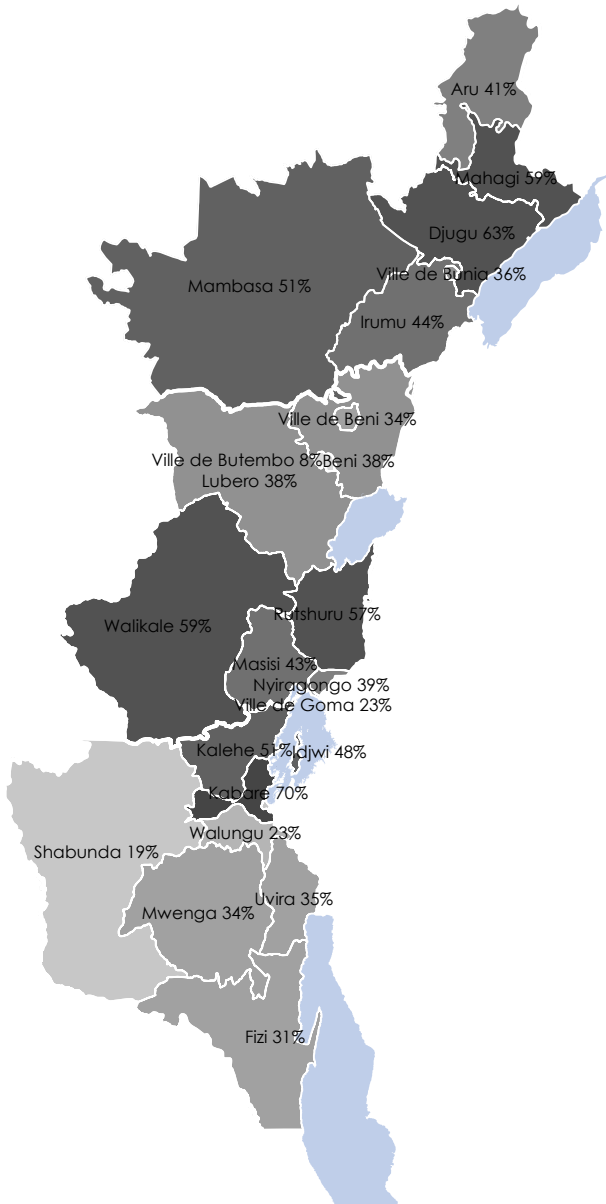 Aru 41%
Mahagi 59%
Djugu 63%
Ville de Bunia 36%
Mambasa 51%
Irumu 44%
Ville de Beni 34%
Ville de Butembo 8%
Beni 38%
Lubero 38%
Rutshuru 57%
Walikale 59%
Masisi 43%
Nyiragongo 39%
Ville de Goma 23%
Kalehe 51%
Idjwi 48%
Kabare 70%
Walungu 23%
Shabunda 19%
Uvira 35%
Mwenga 34%
Fizi 31%